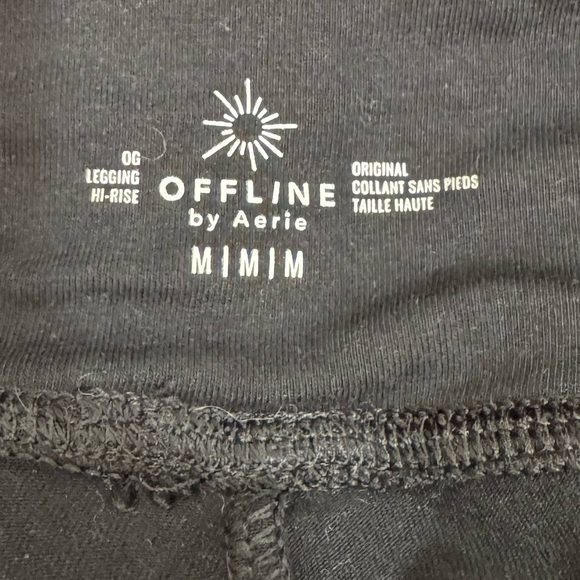 OG
LEGGING
HI-RISE
OFFLINE
by Aerie
M|M|M
ORIGINAL
COLLANT SANS PIEDS
TAILLE HAUTE